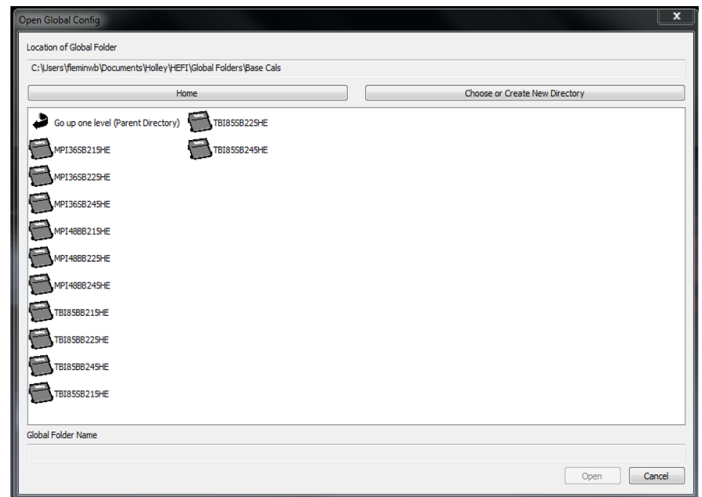 Open Global Config
x
Location of Global Folder
C:\Users\fleminwb\Documents\Holley\HEFI\Global Folders\Base Cals
Home
Choose or Create New Directory
Go up one level (Parent Directory)
MPI36SB215HE
MPI36SB225HE
MPI36SB245HE
MPI48BB215HE
MPI48BB225HE
MPI48BB245HE
TBI85BB215HE
TBI85BB225HE
TBI85BB245HE
TBI85SB215HE
TBI85SB225HE
TBI85SB245HE
Global Folder Name
Open
Cancel